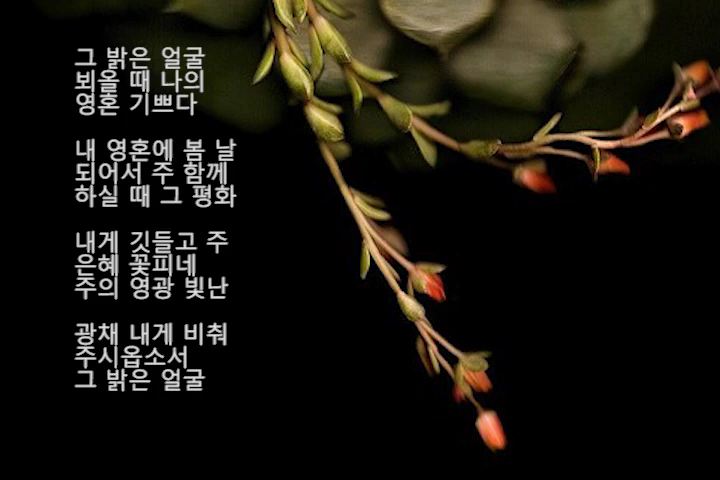 그 밝은 얼굴
뵈올 때 나의
영혼 기쁘다
내 영혼에 봄 날
되어서 주 함께
하실 때 그 평화
내게 깃들고 주
은혜 꽃피네
주의 영광 빛난
광채 내게 비춰
주시옵소서
그 밝은 얼굴